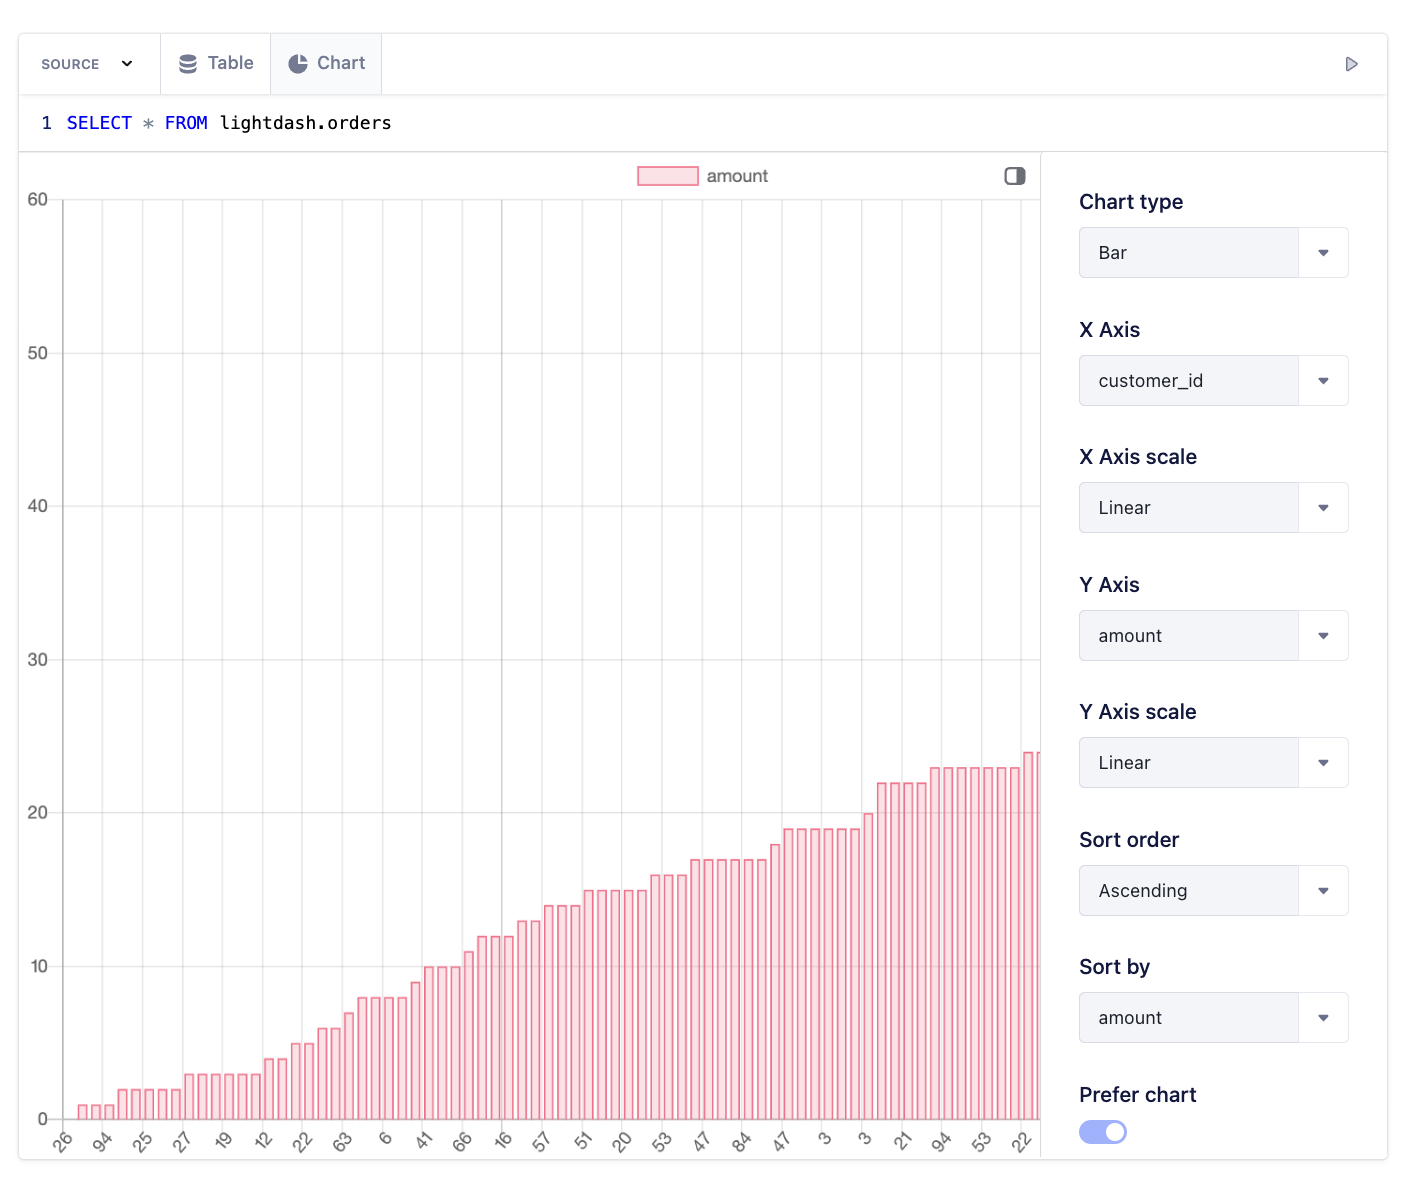 SOURCE
Table
Chart
1 SELECT * FROM lightdash.orders
amount
60
50
40
30
20
10
0
26 94 25 27 19 12 22 63 6 41 66 16 57 51 20 53 47 84 47 3 3 21 94 53 22
Chart type
Bar
X Axis
customer_id
X Axis scale
Linear
Y Axis
amount
Y Axis scale
Linear
Sort order
Ascending
Sort by
amount
Prefer chart